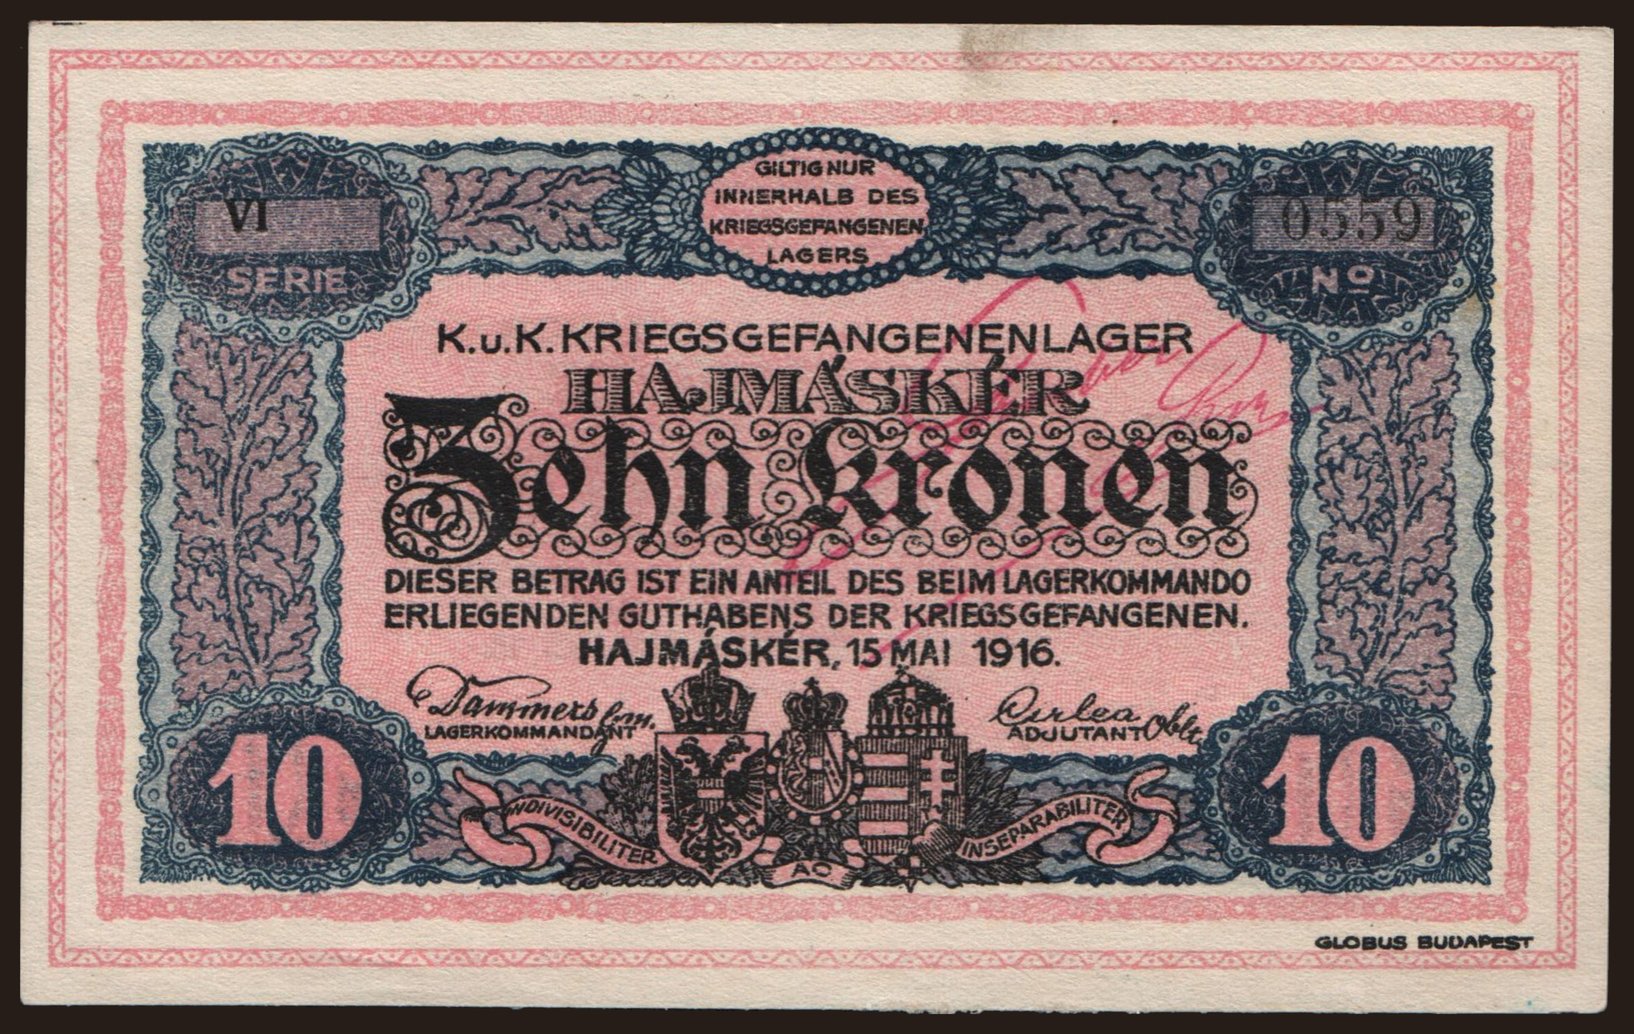 GILTIG NUR
INNERHALB DES
KRIEGSGEFANGENEN
LAGERS
VI
SERIE
0559
No
K.u.K. KRIEGSGEFANGENENLAGER
HAJMÁSKÉR
Zehn Kronen
DIESER BETRAG IST EIN ANTEIL DES BEIM LAGERKOMMANDO
ERLIEGENDEN GUTHABENS DER KRIEGSGEFANGENEN.
HAJMÁSKÉR, 15 MAI 1916.
Dammers
LAGERKOMMANDANT
ADJUTANT Oblt.
10
INDIVISIBILITER
AC
INSEPARABILITER
10
GLOBUS BUDAPEST